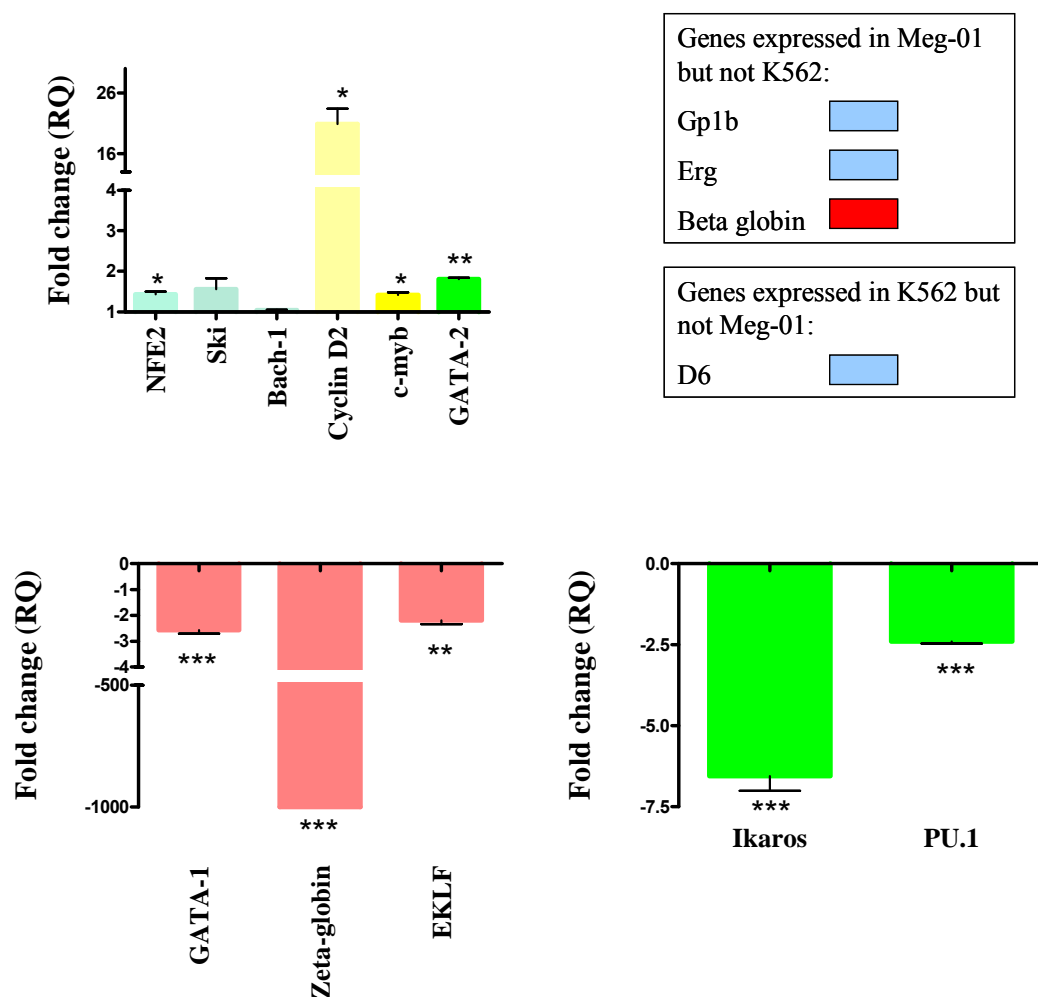 Fold change (RQ)
26
16
4
3
2
1
*
*
*
**
NFE2
Ski
Bach-1
Cyclin D2
c-myb
GATA-2
Genes expressed in Meg-01
but not K562:
Gp1b
Erg
Beta globin
Genes expressed in K562 but
not Meg-01:
D6
Fold change (RQ)
0
-1
-2
-3
-4
-500
-1000
***
***
**
GATA-1
Zeta-globin
EKLF
Fold change (RQ)
0.0
-2.5
-5.0
-7.5
***
***
Ikaros
PU.1